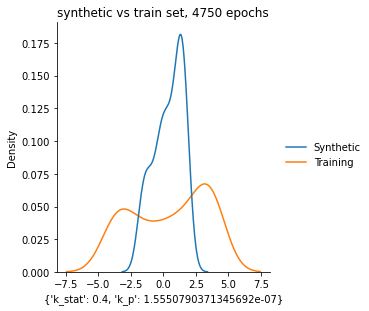 synthetic vs train set, 4750 epochs
0.175
0.150
0.125
0.100
0.075
0.050
0.025
0.000
Density
−7.5 −5.0 −2.5 0.0 2.5 5.0 7.5
{'k_stat': 0.4, 'k_p': 1.5550790371345692e-07}
Synthetic
Training